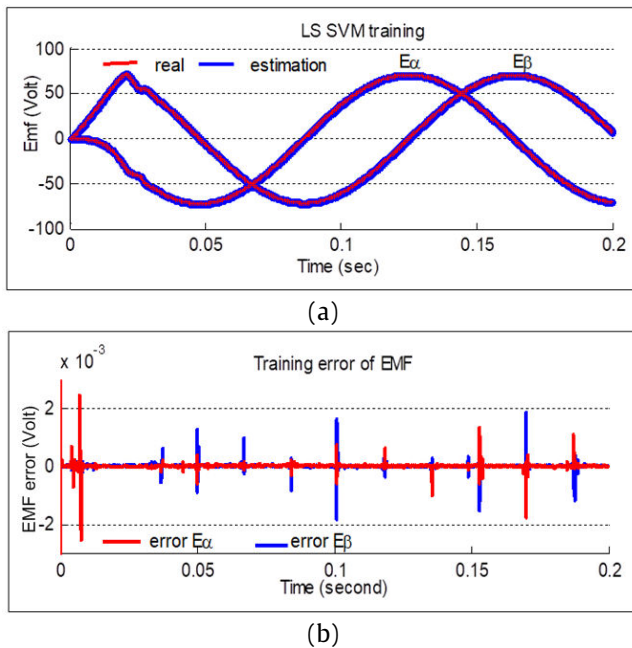 LS SVM training
real estimation Eα Eβ
100
50
0
-50
-100
Emf (Volt)
0 0.05 0.1 0.15 0.2
Time (sec)
(a)
x 10-3
Training error of EMF
2
0
-2
EMF error (Volt)
error Eα error Eβ
0 0.05 0.1 0.15 0.2
Time (second)
(b)